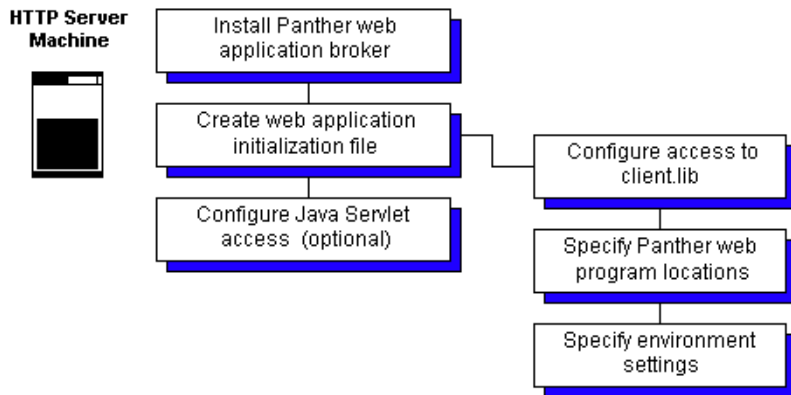 HTTP Server
Machine
Install Panther web
application broker
Create web application
initialization file
Configure Java Servlet
access (optional)
Configure access to
client.lib
Specify Panther web
program locations
Specify environment
settings